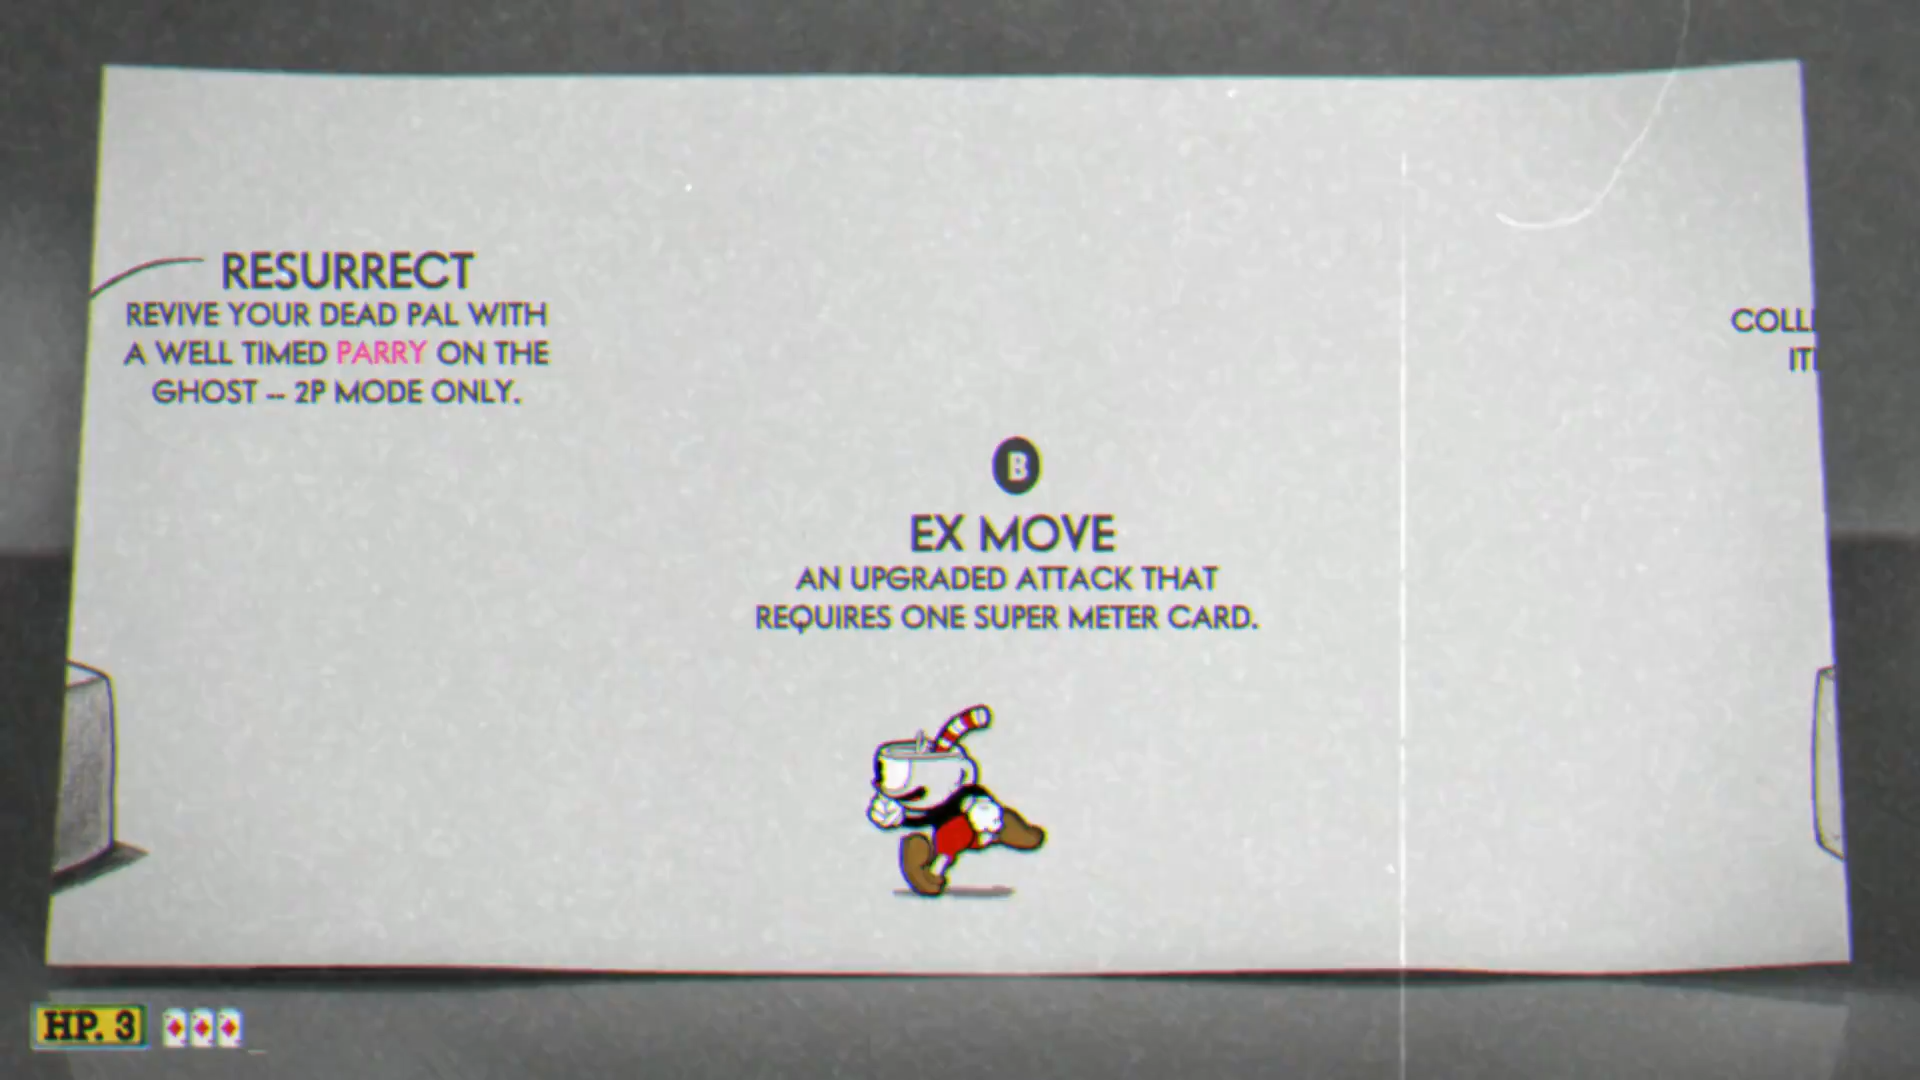 RESURRECT
REVIVE YOUR DEAD PAL WITH
A WELL TIMED PARRY ON THE
GHOST -- 2P MODE ONLY.
B
EX MOVE
AN UPGRADED ATTACK THAT
REQUIRES ONE SUPER METER CARD.
HP. 3